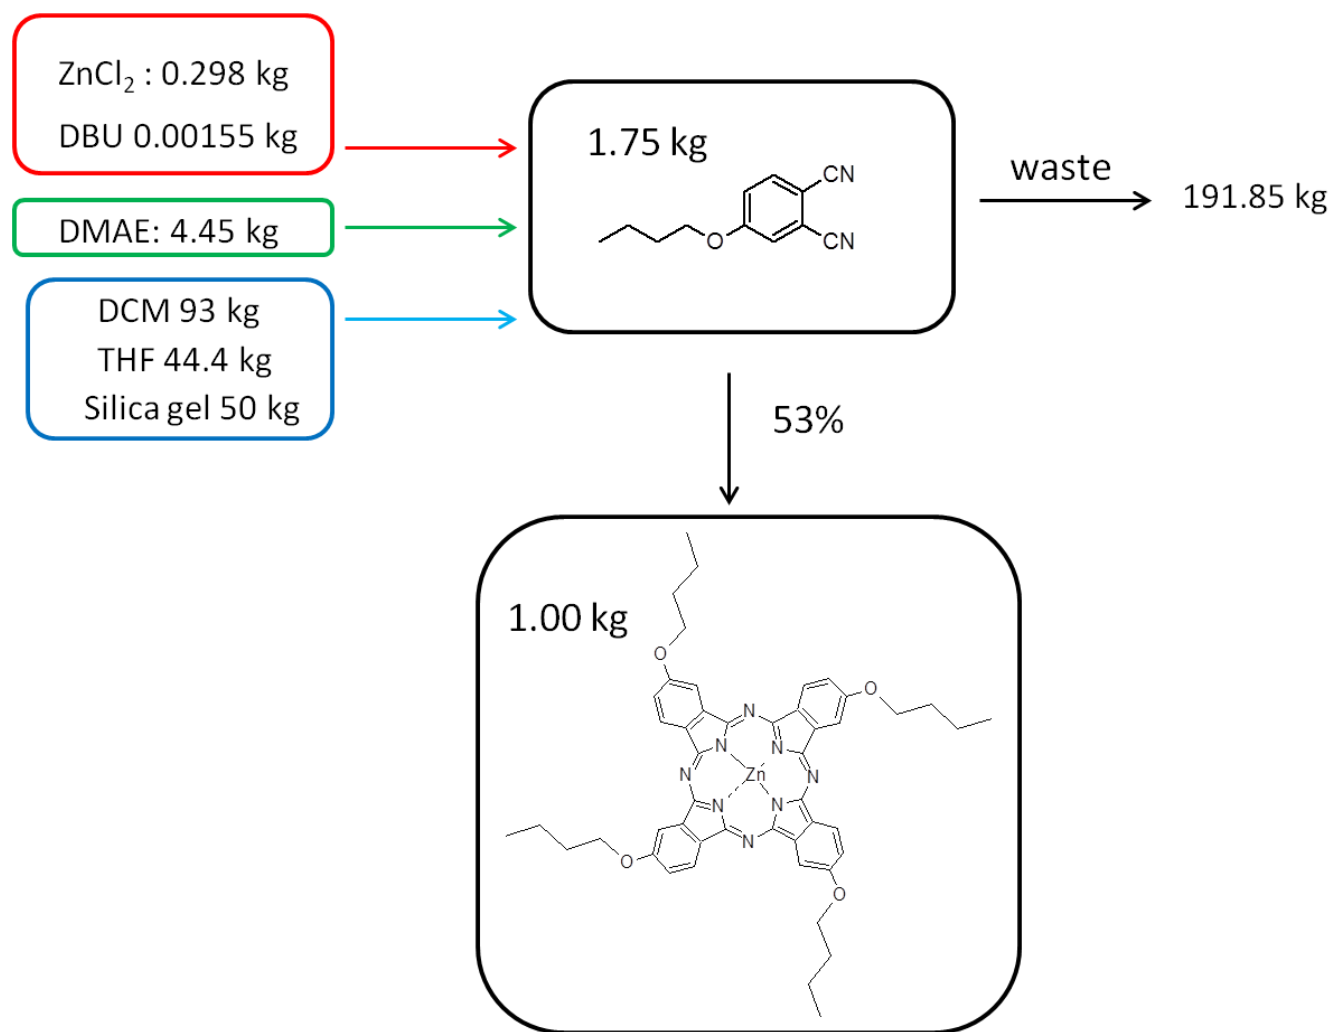 ZnCl₂ : 0.298 kg
DBU 0.00155 kg
DMAE: 4.45 kg
DCM 93 kg
THF 44.4 kg
Silica gel 50 kg
1.75 kg
CN
O
CN
waste
191.85 kg
53%
1.00 kg
O
O
N
N
N
N
Zn
N
N
N
N
O
O